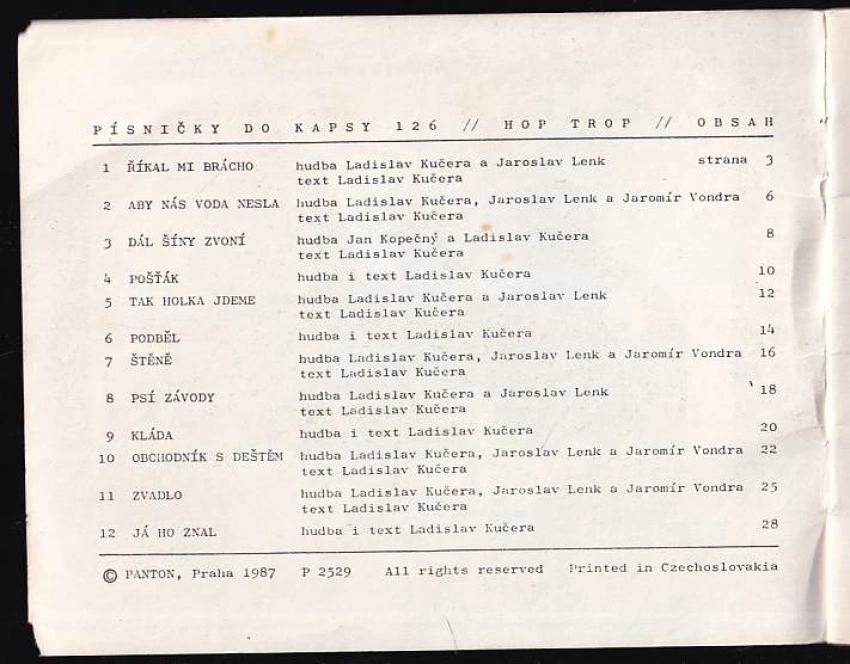 PÍSNIČKY DO KAPSY 126 // HOP TROP // OBSAH
1 ŘÍKAL MI BRÁCHO hudba Ladislav Kučera a Jaroslav Lenk strana 3
text Ladislav Kučera
2 ABY NÁS VODA NESLA hudba Ladislav Kučera, Jaroslav Lenk a Jaromír Vondra 6
text Ladislav Kučera
3 DÁL ŠÍNY ZVONÍ hudba Jan Kopečný a Ladislav Kučera 8
text Ladislav Kučera
4 POŠŤÁK hudba i text Ladislav Kučera 10
5 TAK HOLKA JDEME hudba Ladislav Kučera a Jaroslav Lenk 12
text Ladislav Kučera
6 PODBĚL hudba i text Ladislav Kučera 14
7 ŠTĚNĚ hudba Ladislav Kučera, Jaroslav Lenk a Jaromír Vondra 16
text Ladislav Kučera
8 PSÍ ZÁVODY hudba Ladislav Kučera a Jaroslav Lenk 18
text Ladislav Kučera
9 KLÁDA hudba i text Ladislav Kučera 20
10 OBCHODNÍK S DEŠTĚM hudba Ladislav Kučera, Jaroslav Lenk a Jaromír Vondra 22
text Ladislav Kučera
11 ZVADLO hudba Ladislav Kučera, Jaroslav Lenk a Jaromír Vondra 25
text Ladislav Kučera
12 JÁ HO ZNAL hudba i text Ladislav Kučera 28
© PANTON, Praha 1987 P 2529 All rights reserved Printed in Czechoslovakia